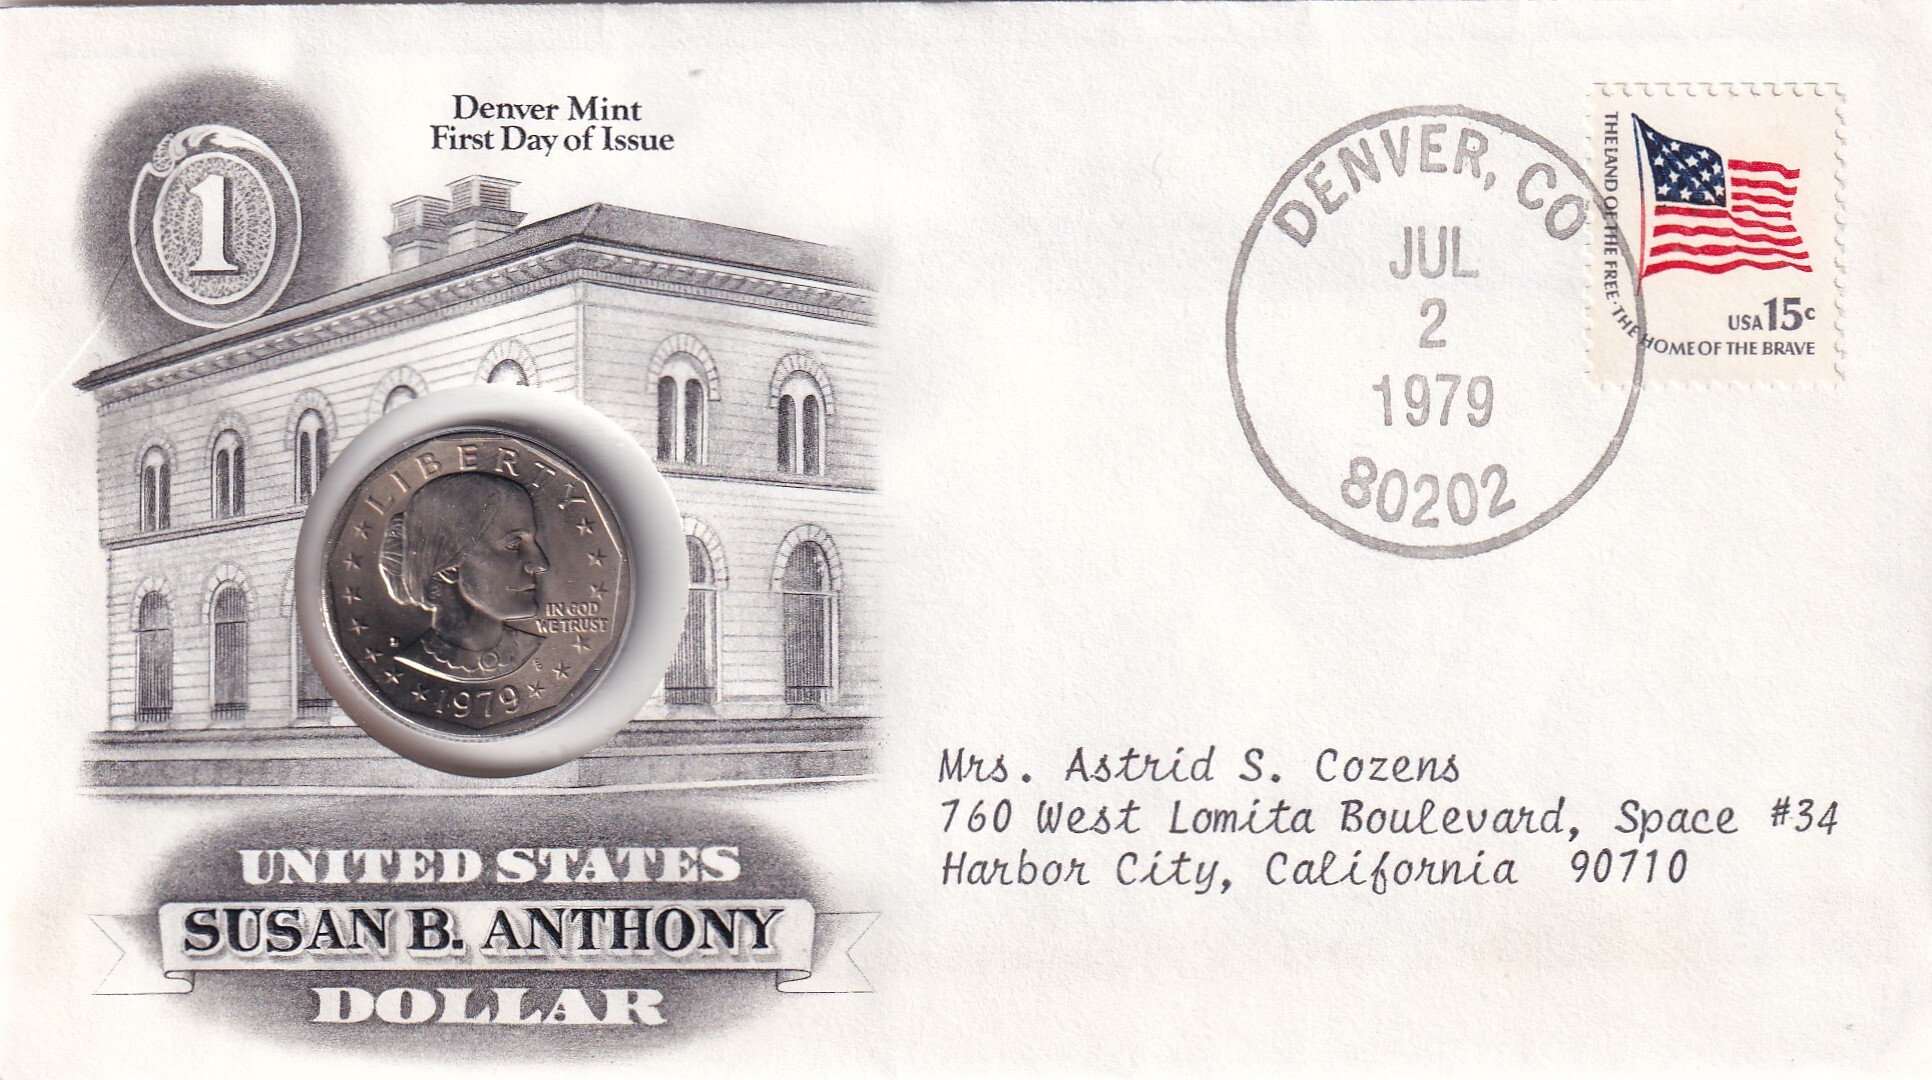 Denver Mint
First Day of Issue
1
LIBERTY
IN GOD
WE TRUST
D
1979
UNITED STATES
SUSAN B. ANTHONY
DOLLAR
DENVER, CO
JUL
2
1979
80202
THE LAND OF THE FREE · THE HOME OF THE BRAVE
USA 15c
Mrs. Astrid S. Cozens
760 West Lomita Boulevard, Space #34
Harbor City, California 90710